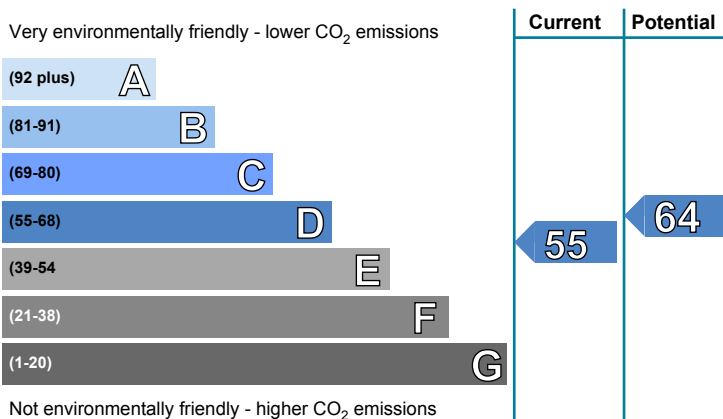 Current Potential
Very environmentally friendly - lower CO2 emissions
(92 plus) A
(81-91) B
(69-80) C
(55-68) D
64
55
(39-54 E
(21-38) F
(1-20) G
Not environmentally friendly - higher CO2 emissions